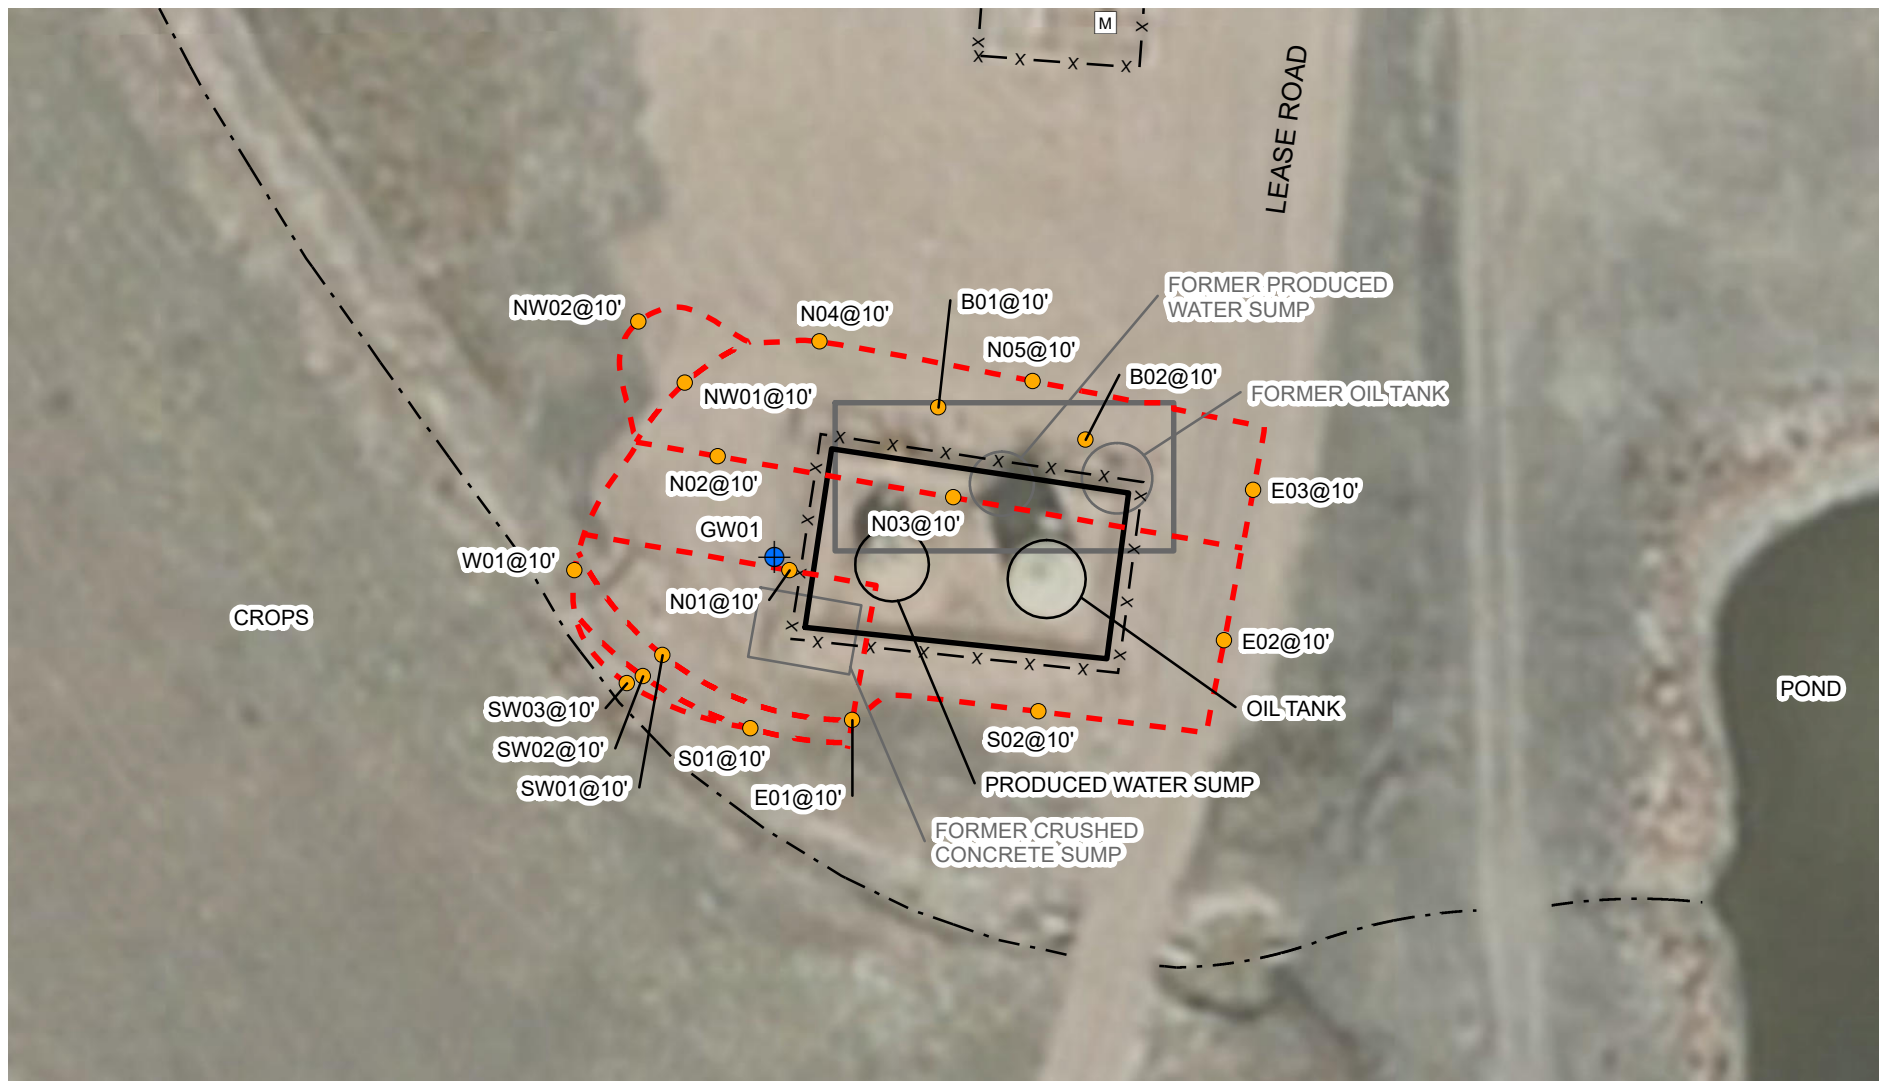 M
LEASE ROAD
FORMER PRODUCED
WATER SUMP
NW02@10'
N04@10'
B01@10'
N05@10'
B02@10'
NW01@10'
FORMER OIL TANK
N02@10'
E03@10'
N03@10'
GW01
W01@10'
N01@10'
CROPS
E02@10'
POND
SW03@10'
OIL TANK
S02@10'
SW02@10'
S01@10'
SW01@10'
E01@10'
PRODUCED WATER SUMP
FORMER CRUSHED
CONCRETE SUMP